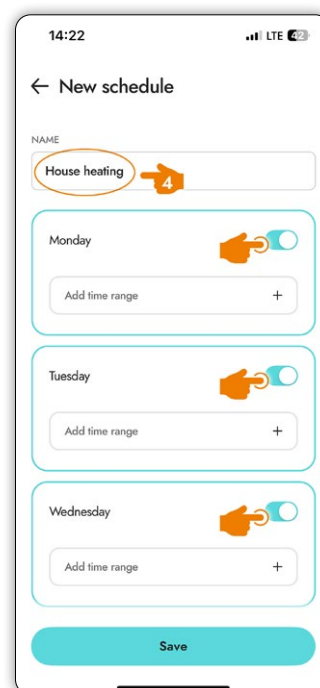 14:22 LTE 42
← New schedule
NAME
House heating
4
Monday
Add time range +
Tuesday
Add time range +
Wednesday
Add time range +
Save